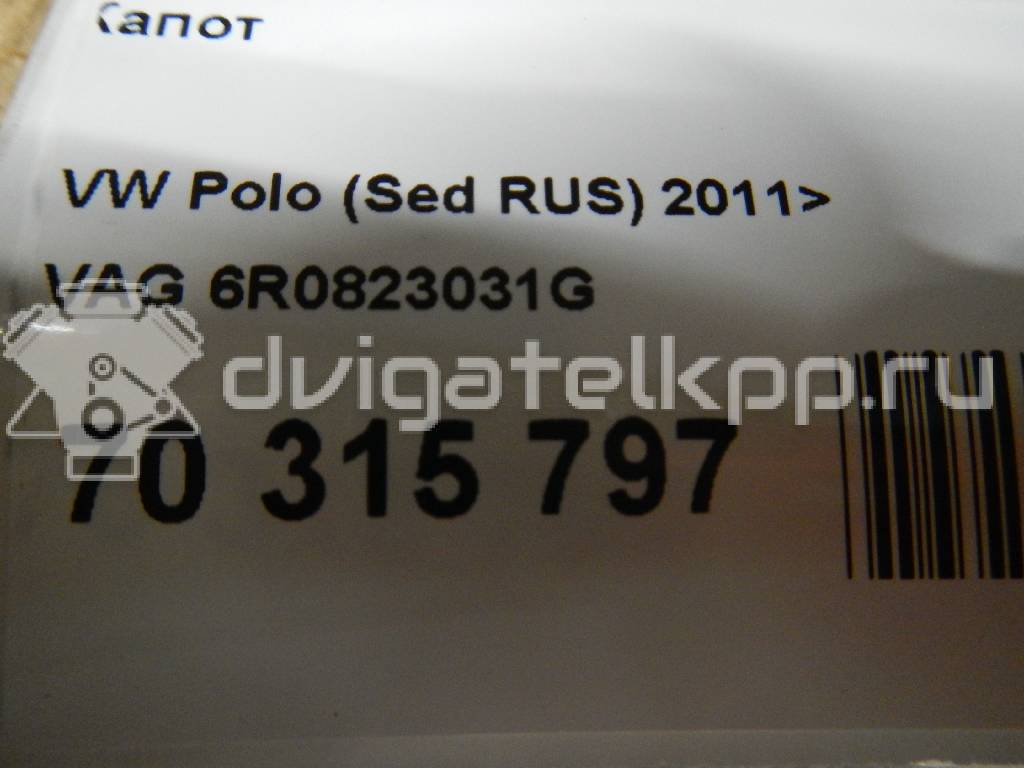 Капот
VW Polo (Sed RUS) 2011>
VAG 6R0823031G
dvigatelkpp.ru
70 315 797